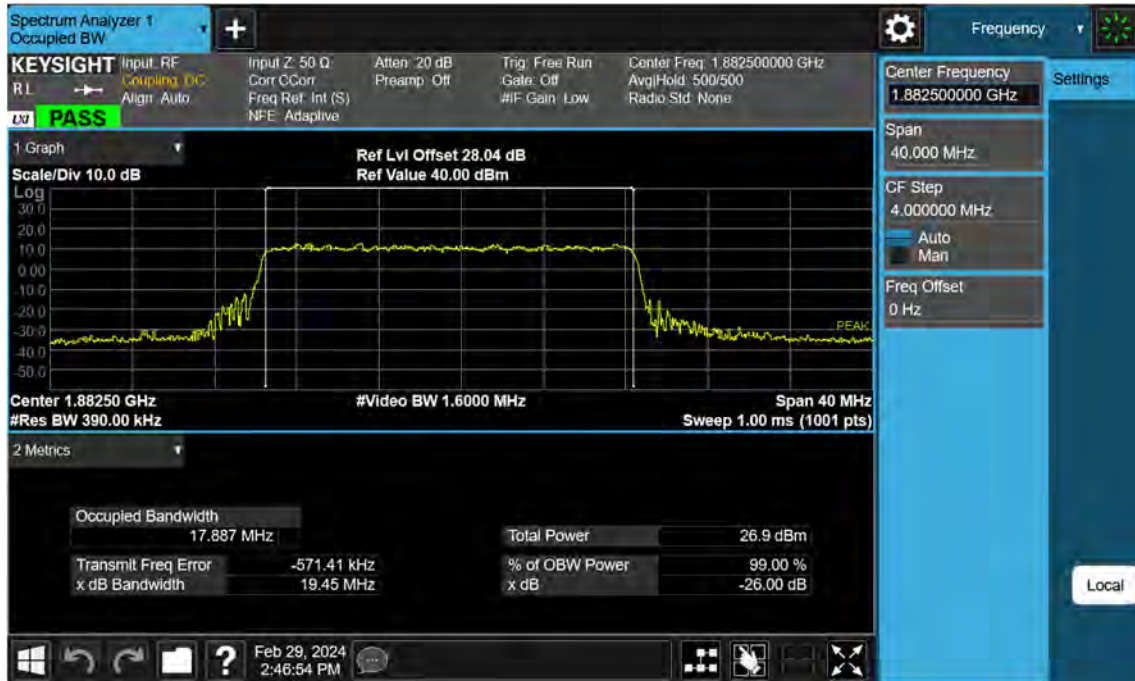 Spectrum Analyzer 1
Occupied BW
Frequency
KEYSIGHT
RL
LXI PASS
Input: RF
Coupling: DC
Align: Auto
Input Z: 50 Ω
Corr CCorr
Freq Ref: Int (S)
NFE: Adaptive
Atten: 20 dB
Preamp: Off
Trig: Free Run
Gate: Off
#IF Gain: Low
Center Freq: 1.882500000 GHz
Avg|Hold: 500/500
Radio Std: None
Center Frequency
1.882500000 GHz
Settings
Span
40.000 MHz
CF Step
4.000000 MHz
Auto
Man
Freq Offset
0 Hz
Local
1 Graph
Scale/Div 10.0 dB
Ref Lvl Offset 28.04 dB
Ref Value 40.00 dBm
Log
30.0
20.0
10.0
0.00
-10.0
-20.0
-30.0
-40.0
-50.0
PEAK
Center 1.88250 GHz
#Res BW 390.00 kHz
#Video BW 1.6000 MHz
Span 40 MHz
Sweep 1.00 ms (1001 pts)
2 Metrics
Occupied Bandwidth
17.887 MHz
Total Power 26.9 dBm
Transmit Freq Error -571.41 kHz
% of OBW Power 99.00 %
x dB Bandwidth 19.45 MHz
x dB -26.00 dB
?
Feb 29, 2024
2:46:54 PM